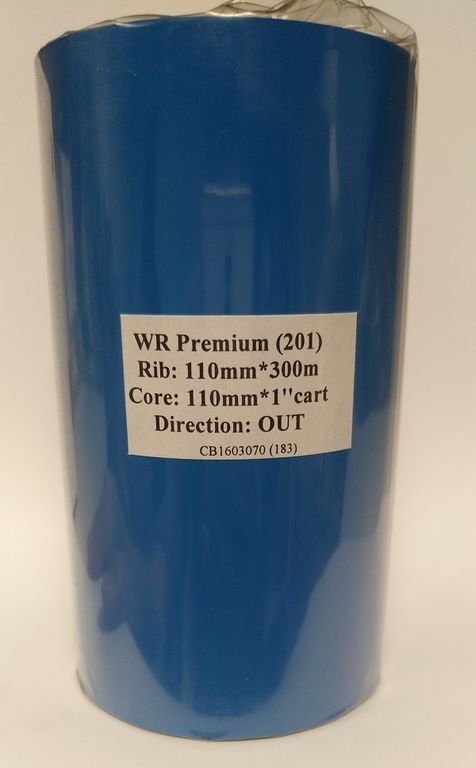 WR Premium (201)
Rib: 110mm*300m
Core: 110mm*1"cart
Direction: OUT
CB1603070 (183)